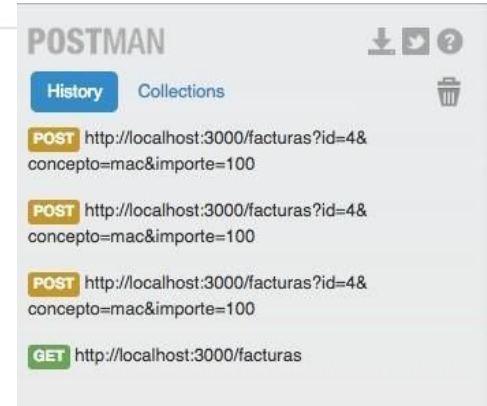 POSTMAN
History Collections
POST http://localhost:3000/facturas?id=4&
concepto=mac&importe=100
POST http://localhost:3000/facturas?id=4&
concepto=mac&importe=100
POST http://localhost:3000/facturas?id=4&
concepto=mac&importe=100
GET http://localhost:3000/facturas